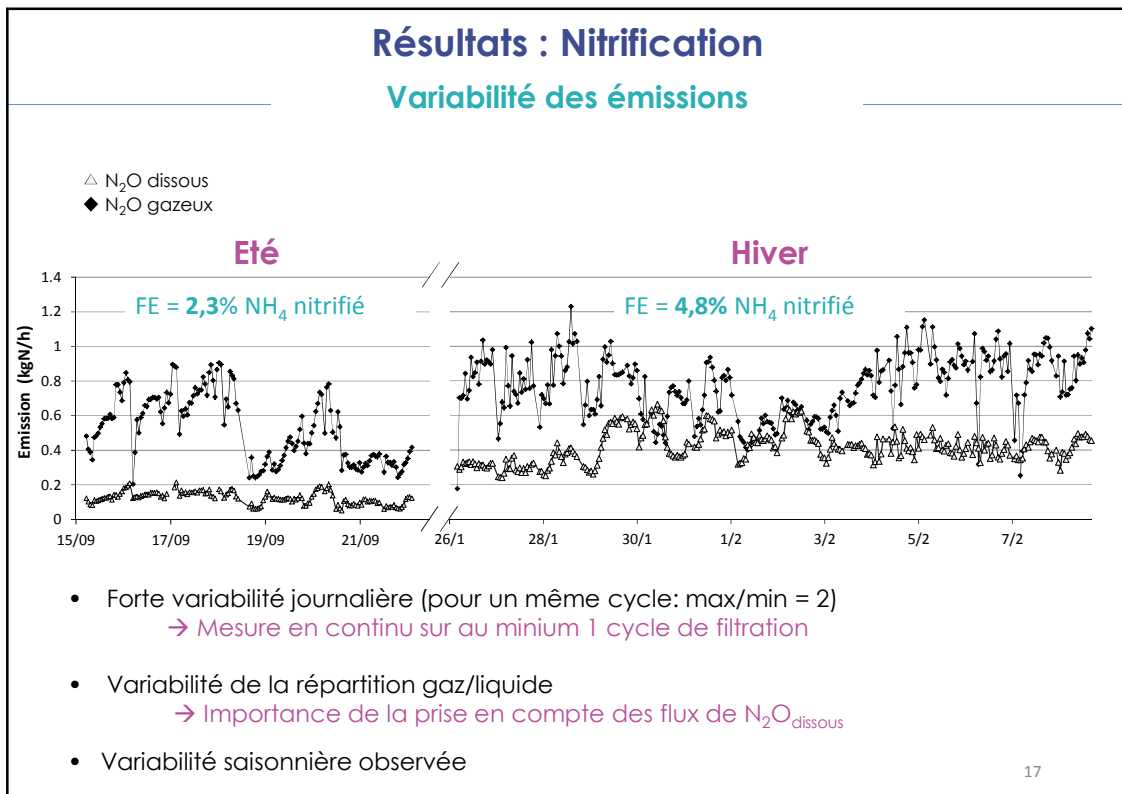 Résultats : Nitrification
Variabilité des émissions
△ N₂O dissous
◆ N₂O gazeux
Eté
Hiver
FE = 2,3% NH₄ nitrifié
FE = 4,8% NH₄ nitrifié
Emission (kgN/h)
1.4
1.2
1
0.8
0.6
0.4
0.2
0
15/09 17/09 19/09 21/09 26/1 28/1 30/1 1/2 3/2 5/2 7/2
• Forte variabilité journalière (pour un même cycle: max/min = 2)
→ Mesure en continu sur au minium 1 cycle de filtration
• Variabilité de la répartition gaz/liquide
→ Importance de la prise en compte des flux de N₂O dissous
• Variabilité saisonnière observée
17